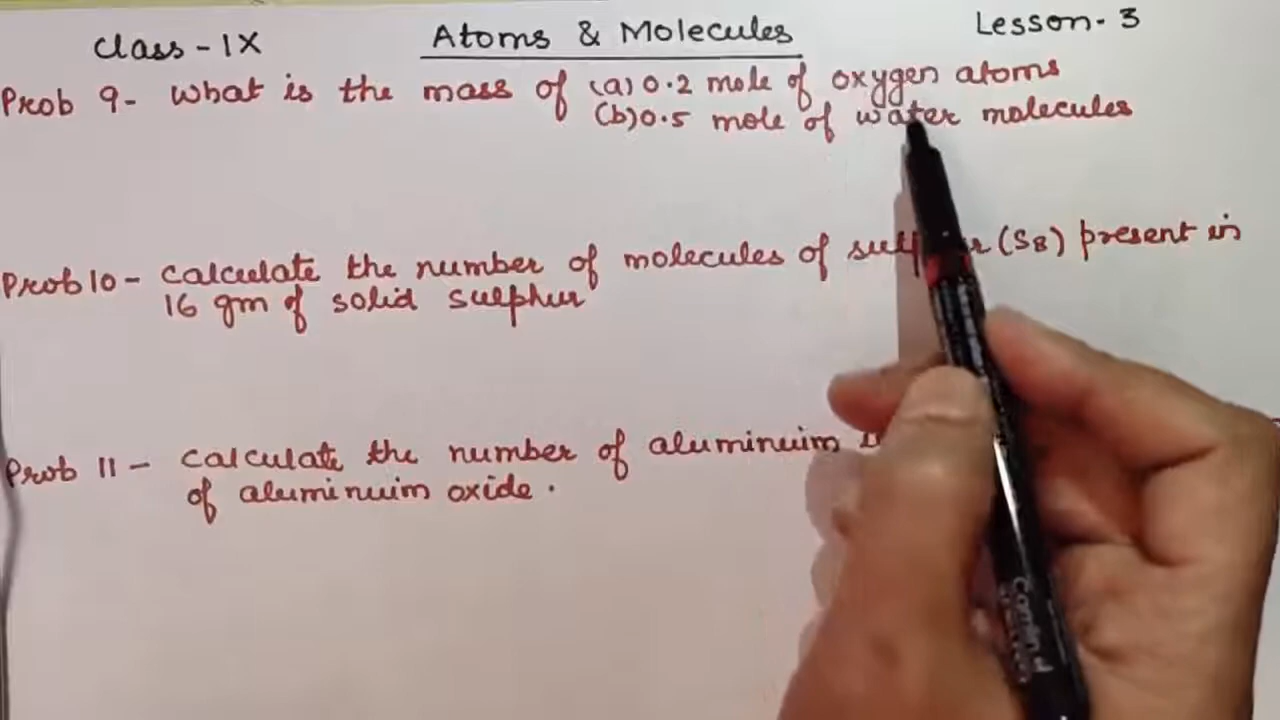 Class - IX Atoms & Molecules Lesson - 3
Prob 9 - What is the mass of (a) 0.2 mole of oxygen atoms
(b) 0.5 mole of water molecules
Prob 10 - Calculate the number of molecules of (S8) present in
16 gm of solid sulphur
Prob 11 - Calculate the number of aluminuim
of aluminuim oxide.